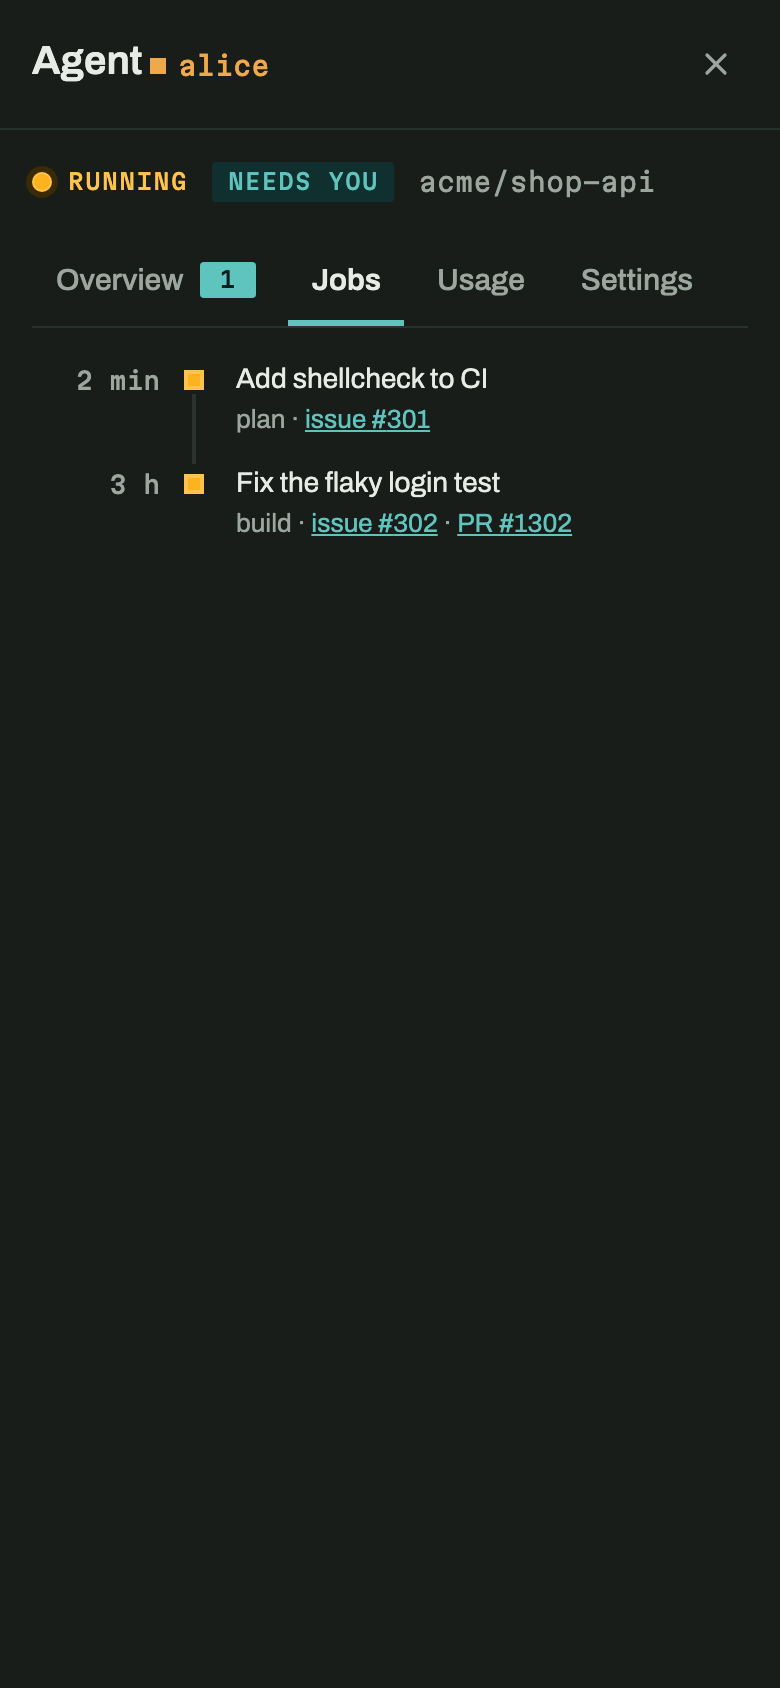 Agent alice
RUNNING NEEDS YOU acme/shop-api
Overview 1 Jobs Usage Settings
2 min Add shellcheck to CI
plan · issue #301
3 h Fix the flaky login test
build · issue #302 · PR #1302